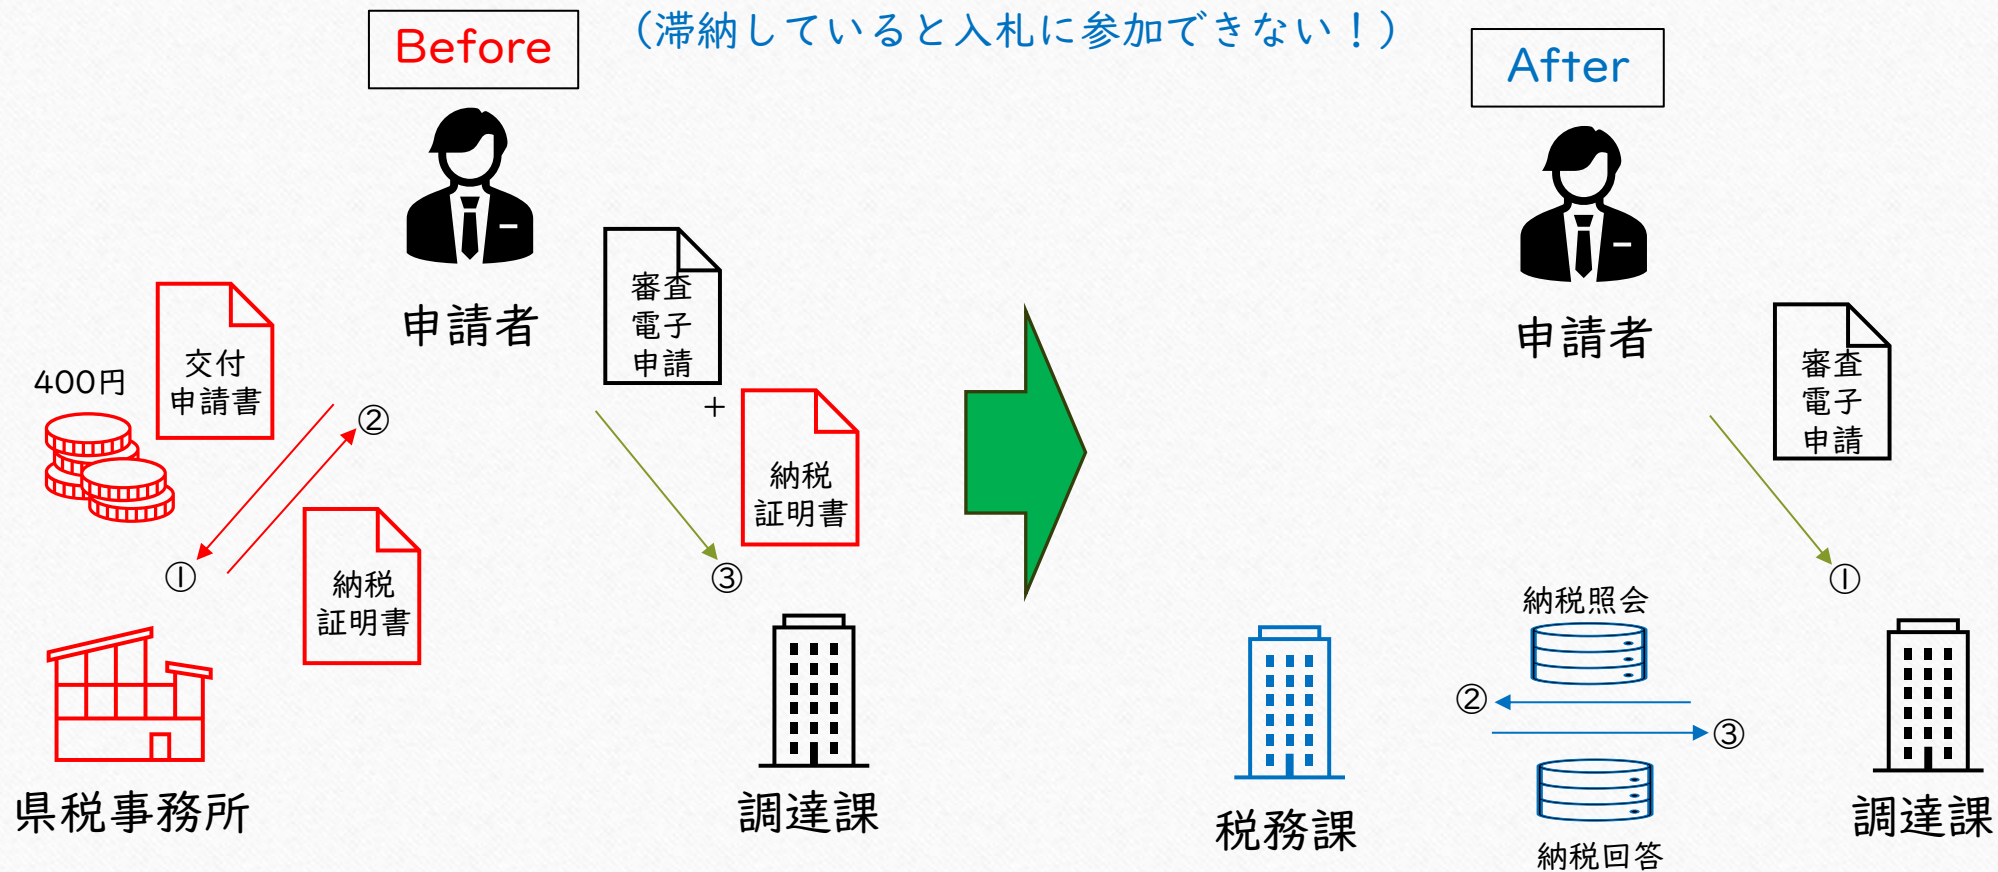 （滞納していると入札に参加できない！）
Before
申請者
審査
電子
申請
＋
納税
証明書
400円
交付
申請書
②
①
納税
証明書
③
県税事務所
調達課
After
申請者
審査
電子
申請
①
納税照会
②
③
納税回答
税務課
調達課